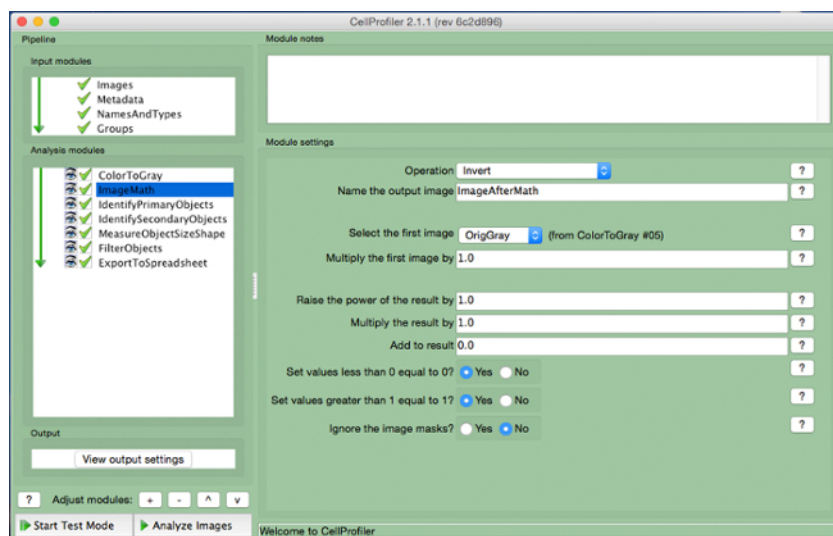 CellProfiler 2.1.1 (rev 6c2d896)
Pipeline
Input modules
Images
Metadata
NamesAndTypes
Groups
Analysis modules
ColorToGray
ImageMath
IdentifyPrimaryObjects
IdentifySecondaryObjects
MeasureObjectSizeShape
FilterObjects
ExportToSpreadsheet
Output
View output settings
? Adjust modules: + - ^ v
Start Test Mode Analyze Images
Module notes
Module settings
Operation Invert ?
Name the output image ImageAfterMath ?
Select the first image OrigGray (from ColorToGray #05) ?
Multiply the first image by 1.0 ?
Raise the power of the result by 1.0 ?
Multiply the result by 1.0 ?
Add to result 0.0 ?
Set values less than 0 equal to 0? Yes No ?
Set values greater than 1 equal to 1? Yes No ?
Ignore the image masks? Yes No ?
Welcome to CellProfiler